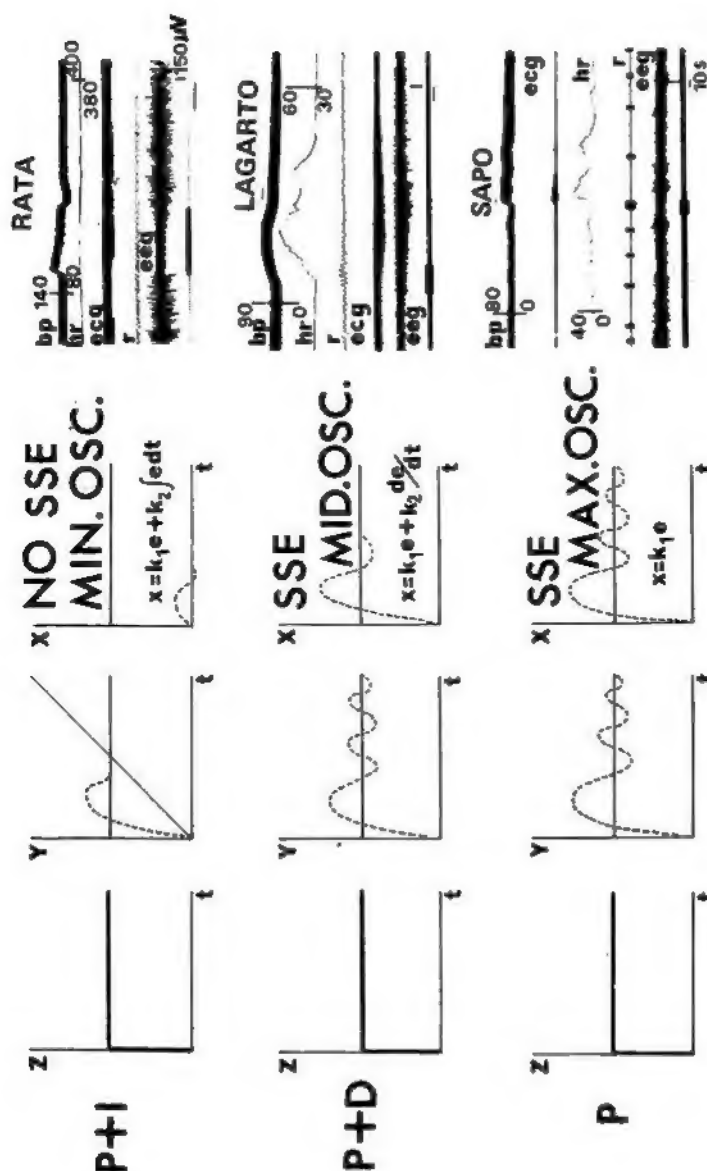 P+I
Z
t
Y
t
X
t
NO SSE
MIN. OSC.
x=k₁e+k₂∫edt
RATA
bp 140
80
hr
400
380
ecg
r
eeg
150μV
P+D
Z
t
Y
t
X
t
SSE
MID.OSC.
x=k₁e+k₂de/dt
LAGARTO
bp
90
0
hr
60
30
r
ecg
eeg
P
Z
t
Y
t
X
t
SSE
MAX.OSC.
x=k₁e
SAPO
bp
80
0
ecg
40
0
hr
r
eeg
10s